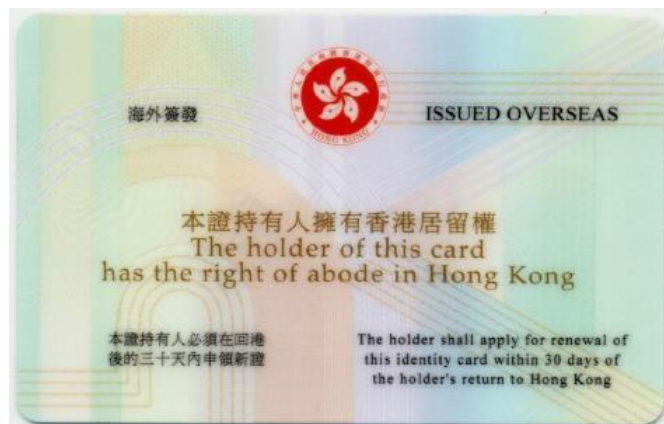 海外簽發
ISSUED OVERSEAS
HONG KONG
本證持有人擁有香港居留權
The holder of this card
has the right of abode in Hong Kong
本證持有人必須在回港
後的三十天內申領新證
The holder shall apply for renewal of
this identity card within 30 days of
the holder's return to Hong Kong